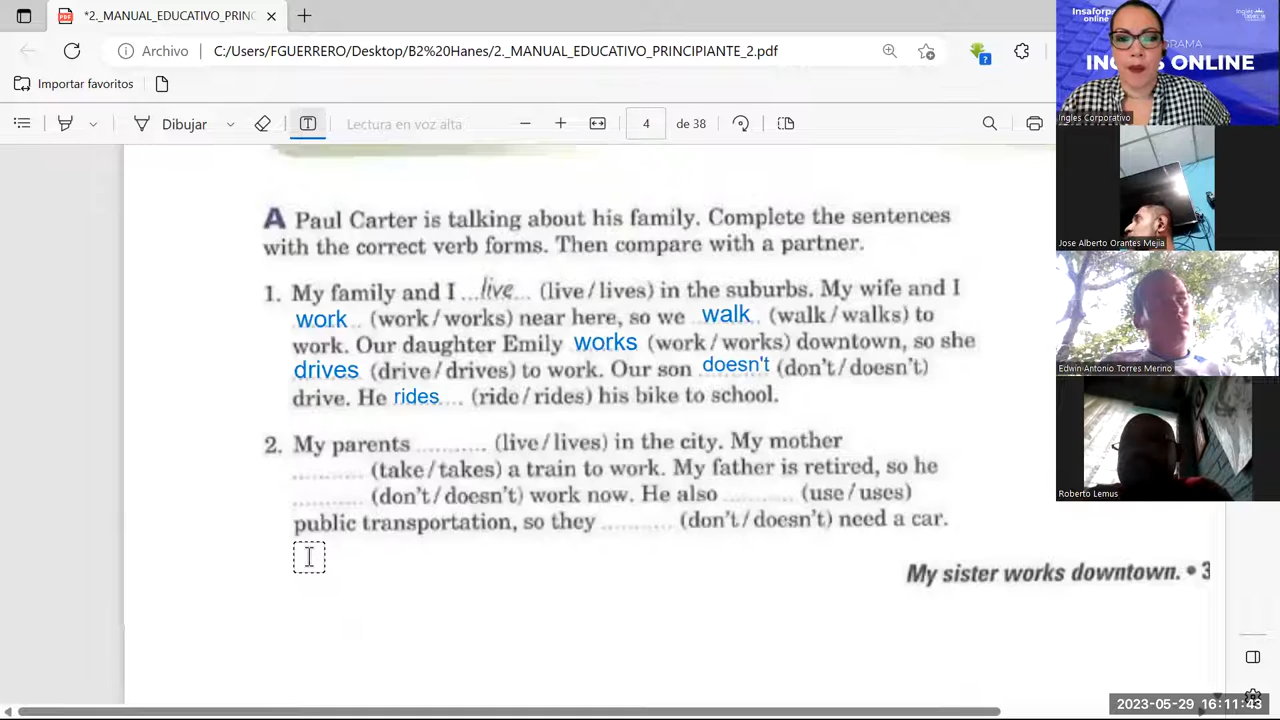 *2_MANUAL_EDUCATIVO_PRINC
Archivo
C:/Users/FGUERRERO/Desktop/B2%20Hanes/2._MANUAL_EDUCATIVO_PRINCIPIANTE_2.pdf
Importar favoritos
Dibujar
Lectura en voz alta
4
de 38
A Paul Carter is talking about his family. Complete the sentences
with the correct verb forms. Then compare with a partner.
1. My family and I ...live... (live/lives) in the suburbs. My wife and I
work (work/works) near here, so we walk (walk/walks) to
work. Our daughter Emily works (work/works) downtown, so she
drives (drive/drives) to work. Our son doesn't (don't/doesn't)
drive. He rides.... (ride/rides) his bike to school.
2. My parents .......... (live/lives) in the city. My mother
.......... (take/takes) a train to work. My father is retired, so he
.......... (don't/doesn't) work now. He also .......... (use/uses)
public transportation, so they .......... (don't/doesn't) need a car.
My sister works downtown. • 3
Insaforp
online
INGLÉS ONLINE
Ingles Corporativo
Jose Alberto Orantes Mejia
Edwin Antonio Torres Merino
Roberto Lemus
2023-05-29 16:11:43